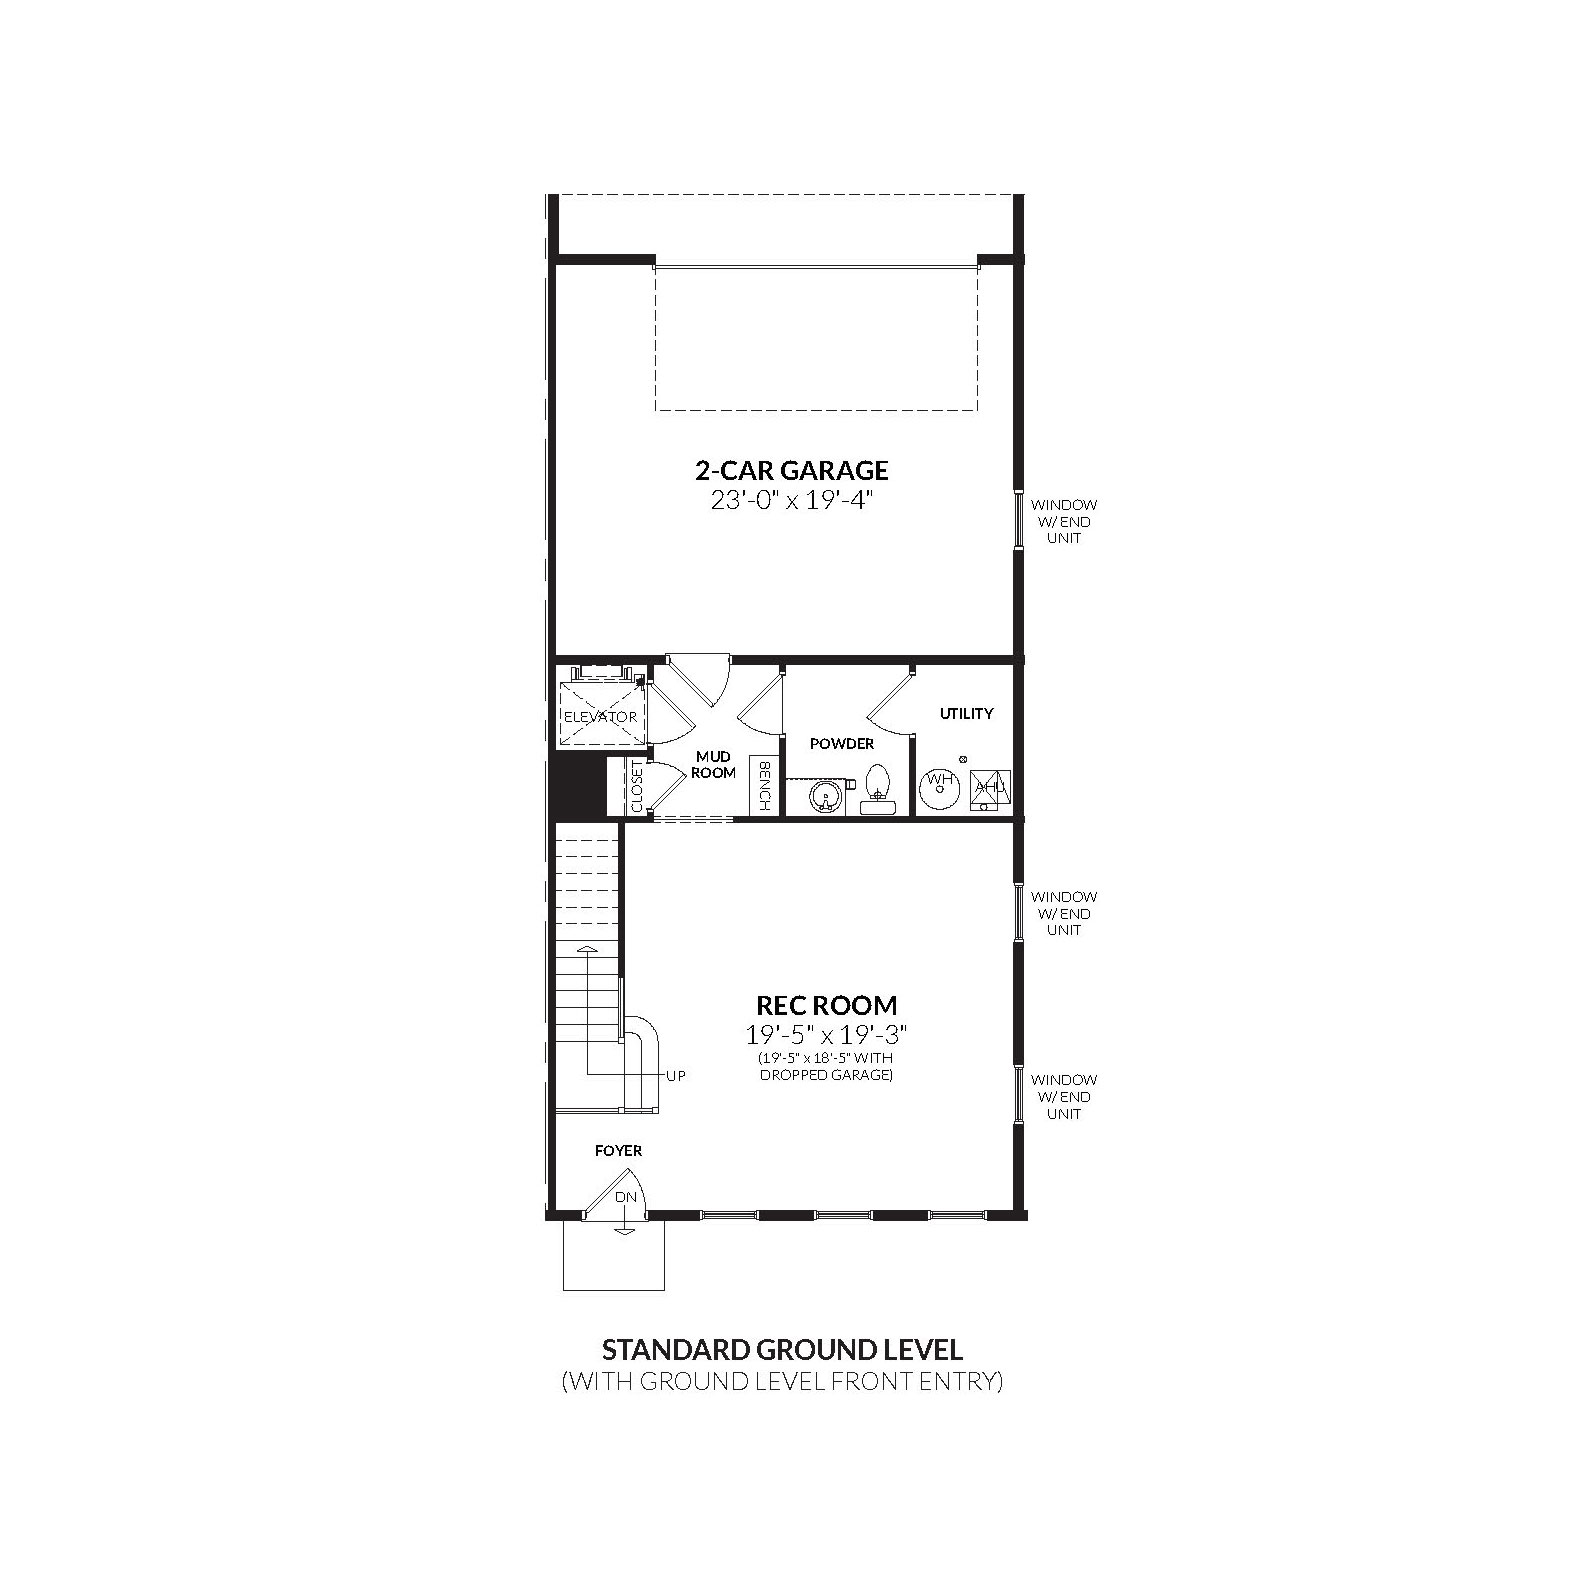 2-CAR GARAGE
23'-0" x 19'-4"
WINDOW
W/ END
UNIT
ELEVATOR
UTILITY
POWDER
MUD
ROOM
CLOSET
BENCH
WH
AHU
WINDOW
W/ END
UNIT
REC ROOM
19'-5" x 19'-3"
(19'-5" x 18'-5" WITH
DROPPED GARAGE)
UP
WINDOW
W/ END
UNIT
FOYER
DN
STANDARD GROUND LEVEL
(WITH GROUND LEVEL FRONT ENTRY)